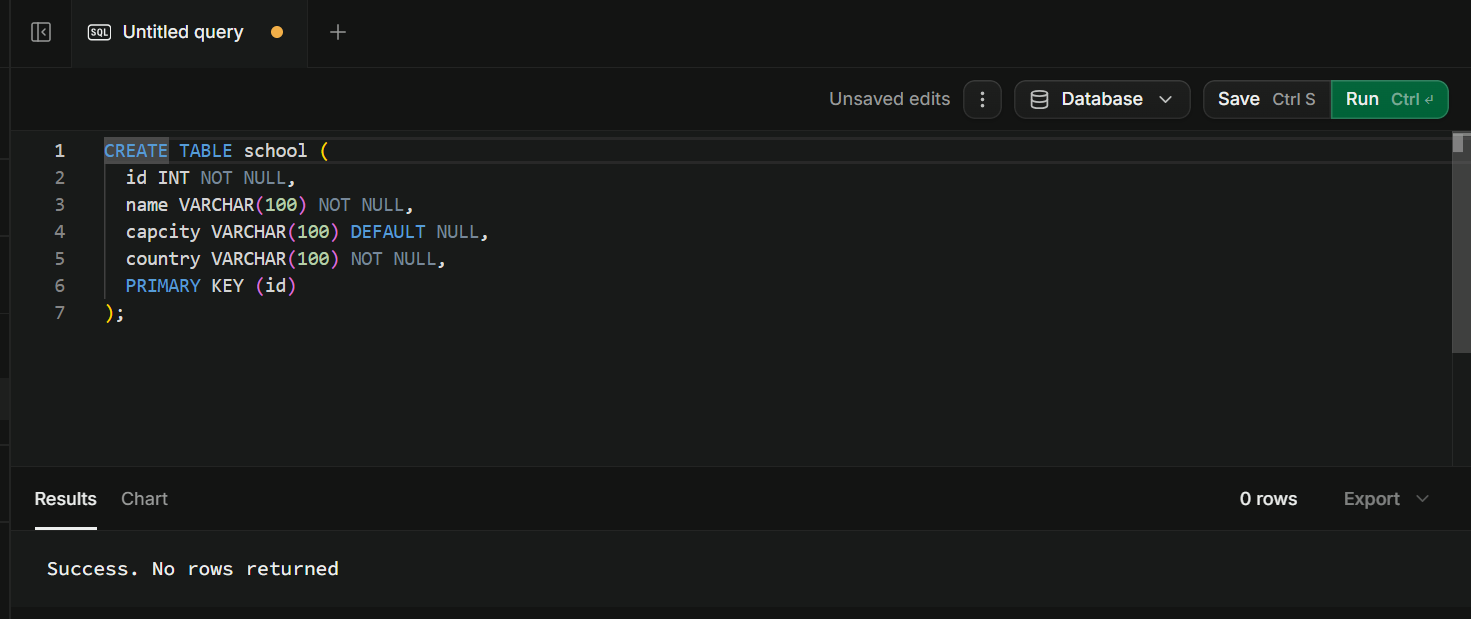 SQL Untitled query
Unsaved edits Database Save Ctrl S Run Ctrl ↵
1 CREATE TABLE school (
2 id INT NOT NULL,
3 name VARCHAR(100) NOT NULL,
4 capcity VARCHAR(100) DEFAULT NULL,
5 country VARCHAR(100) NOT NULL,
6 PRIMARY KEY (id)
7 );
Results Chart 0 rows Export
Success. No rows returned